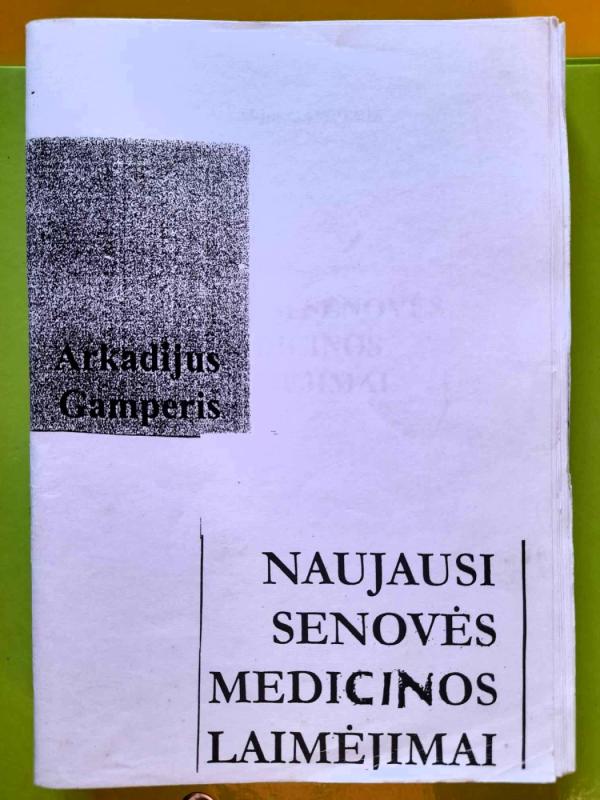 Arkadijus
Gamperis
NAUJAUSI
SENOVĖS
MEDICINOS
LAIMĖJIMAI